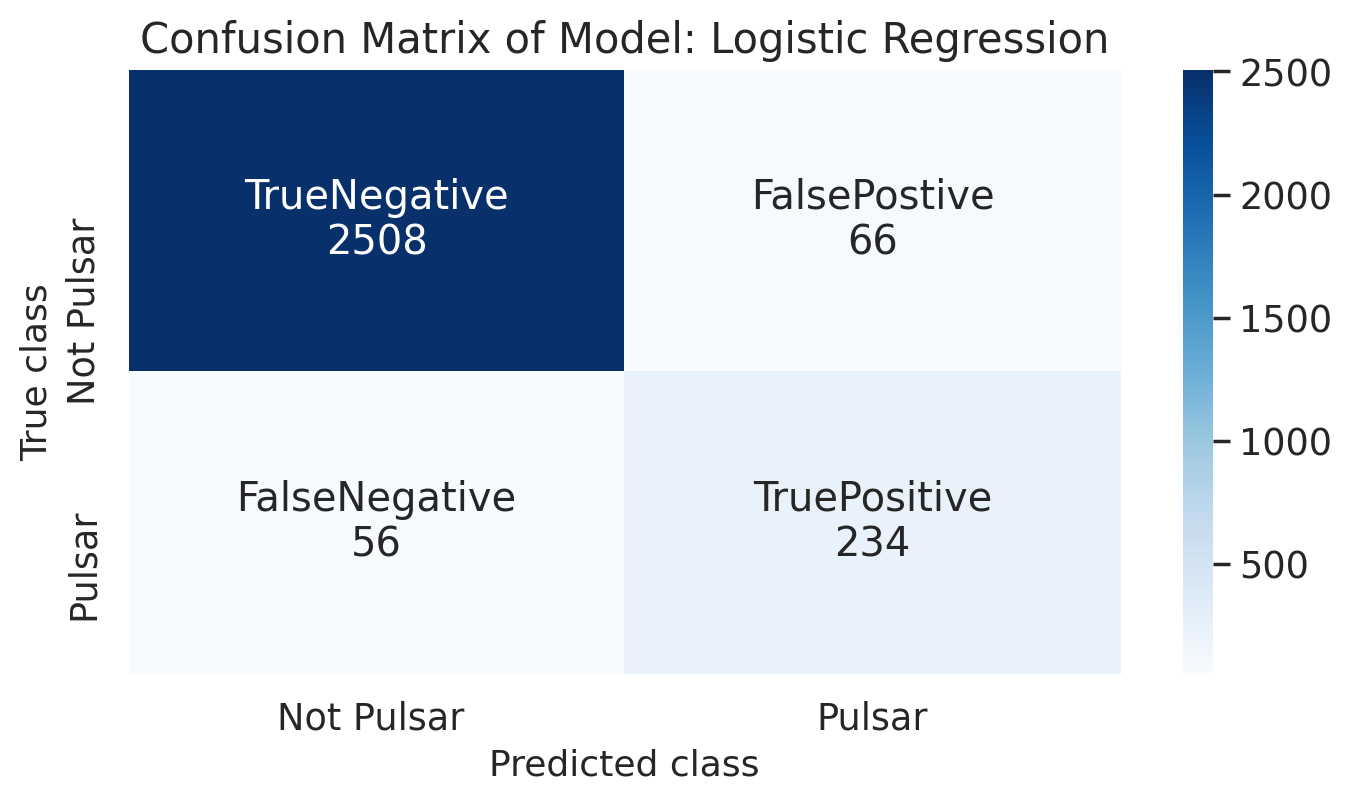 Confusion Matrix of Model: Logistic Regression
True class
Not Pulsar
Pulsar
TrueNegative
2508
FalsePostive
66
FalseNegative
56
TruePositive
234
Not Pulsar
Pulsar
Predicted class
2500
2000
1500
1000
500